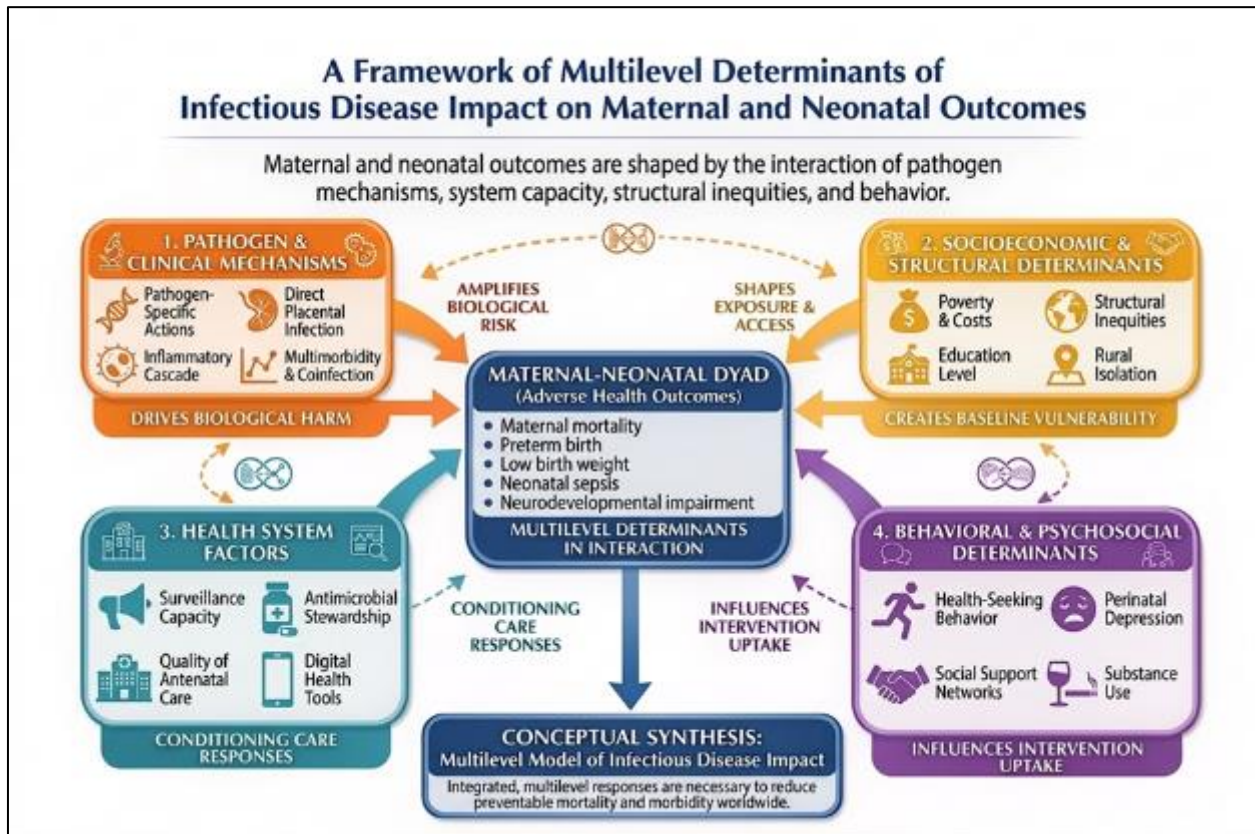 A Framework of Multilevel Determinants of
Infectious Disease Impact on Maternal and Neonatal Outcomes
Maternal and neonatal outcomes are shaped by the interaction of pathogen
mechanisms, system capacity, structural inequities, and behavior.
1. PATHOGEN &
CLINICAL MECHANISMS
Pathogen-
Specific
Actions
Direct
Placental
Infection
Inflammatory
Cascade
Multimorbidity
& Coinfection
DRIVES BIOLOGICAL HARM
AMPLIFIES
BIOLOGICAL
RISK
SHAPES
EXPOSURE &
ACCESS
2. SOCIOECONOMIC &
STRUCTURAL DETERMINANTS
$
Poverty
& Costs
Structural
Inequities
Education
Level
Rural
Isolation
CREATES BASELINE VULNERABILITY
MATERNAL-NEONATAL DYAD
(Adverse Health Outcomes)
• Maternal mortality
• Preterm birth
• Low birth weight
• Neonatal sepsis
• Neurodevelopmental impairment
MULTILEVEL DETERMINANTS
IN INTERACTION
3. HEALTH SYSTEM
FACTORS
Surveillance
Capacity
Antimicrobial
Stewardship
Quality of
Antenatal
Care
Digital
Health
Tools
CONDITIONING CARE
RESPONSES
CONDITIONING
CARE
RESPONSES
INFLUENCES
INTERVENTION
UPTAKE
4. BEHAVIORAL & PSYCHOSOCIAL
DETERMINANTS
Health-Seeking
Behavior
Perinatal
Depression
Social Support
Networks
Substance
Use
INFLUENCES INTERVENTION
UPTAKE
CONCEPTUAL SYNTHESIS:
Multilevel Model of Infectious Disease Impact
Integrated, multilevel responses are necessary to reduce
preventable mortality and morbidity worldwide.